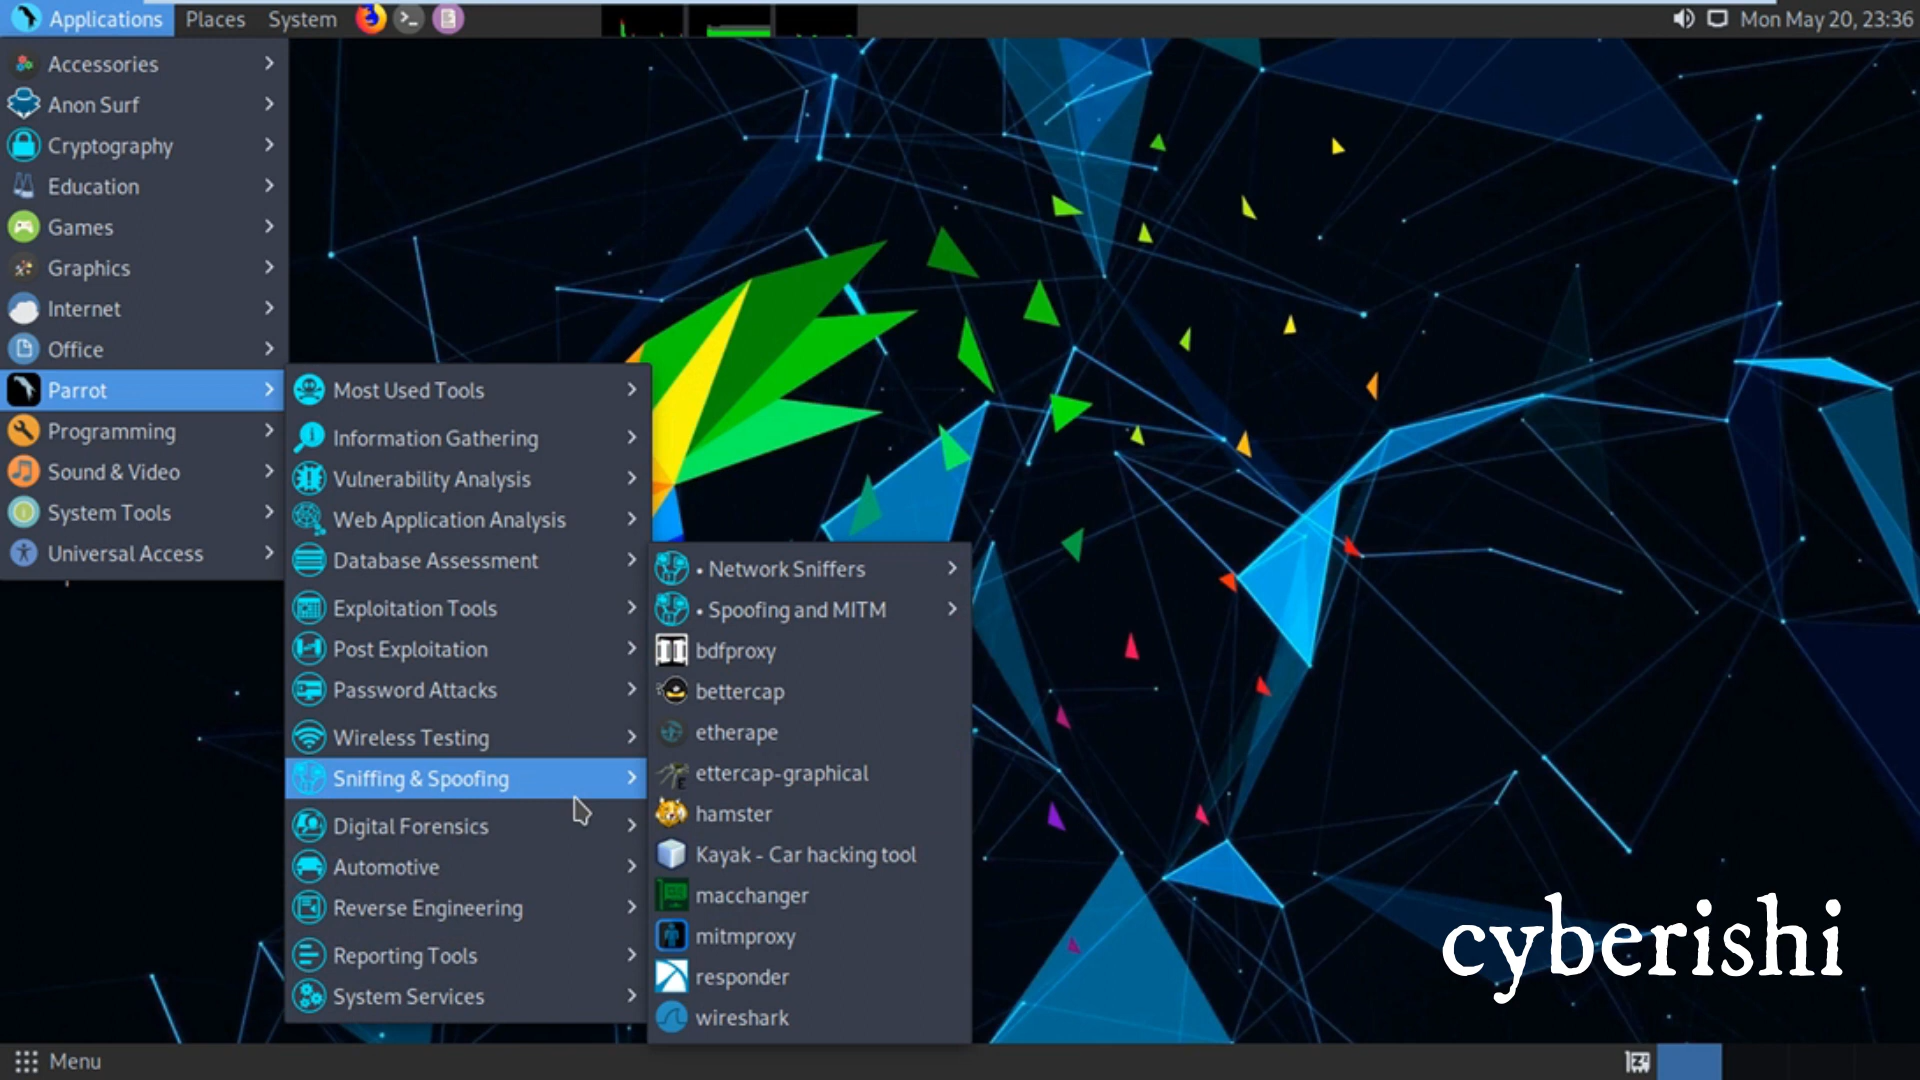 Applications Places System Mon May 20, 23:36
Accessories
Anon Surf
Cryptography
Education
Games
Graphics
Internet
Office
Parrot
Programming
Sound & Video
System Tools
Universal Access
Most Used Tools
Information Gathering
Vulnerability Analysis
Web Application Analysis
Database Assessment
Exploitation Tools
Post Exploitation
Password Attacks
Wireless Testing
Sniffing & Spoofing
Digital Forensics
Automotive
Reverse Engineering
Reporting Tools
System Services
• Network Sniffers
• Spoofing and MITM
bdfproxy
bettercap
etherape
ettercap-graphical
hamster
Kayak - Car hacking tool
macchanger
mitmproxy
responder
wireshark
cyberishi
Menu